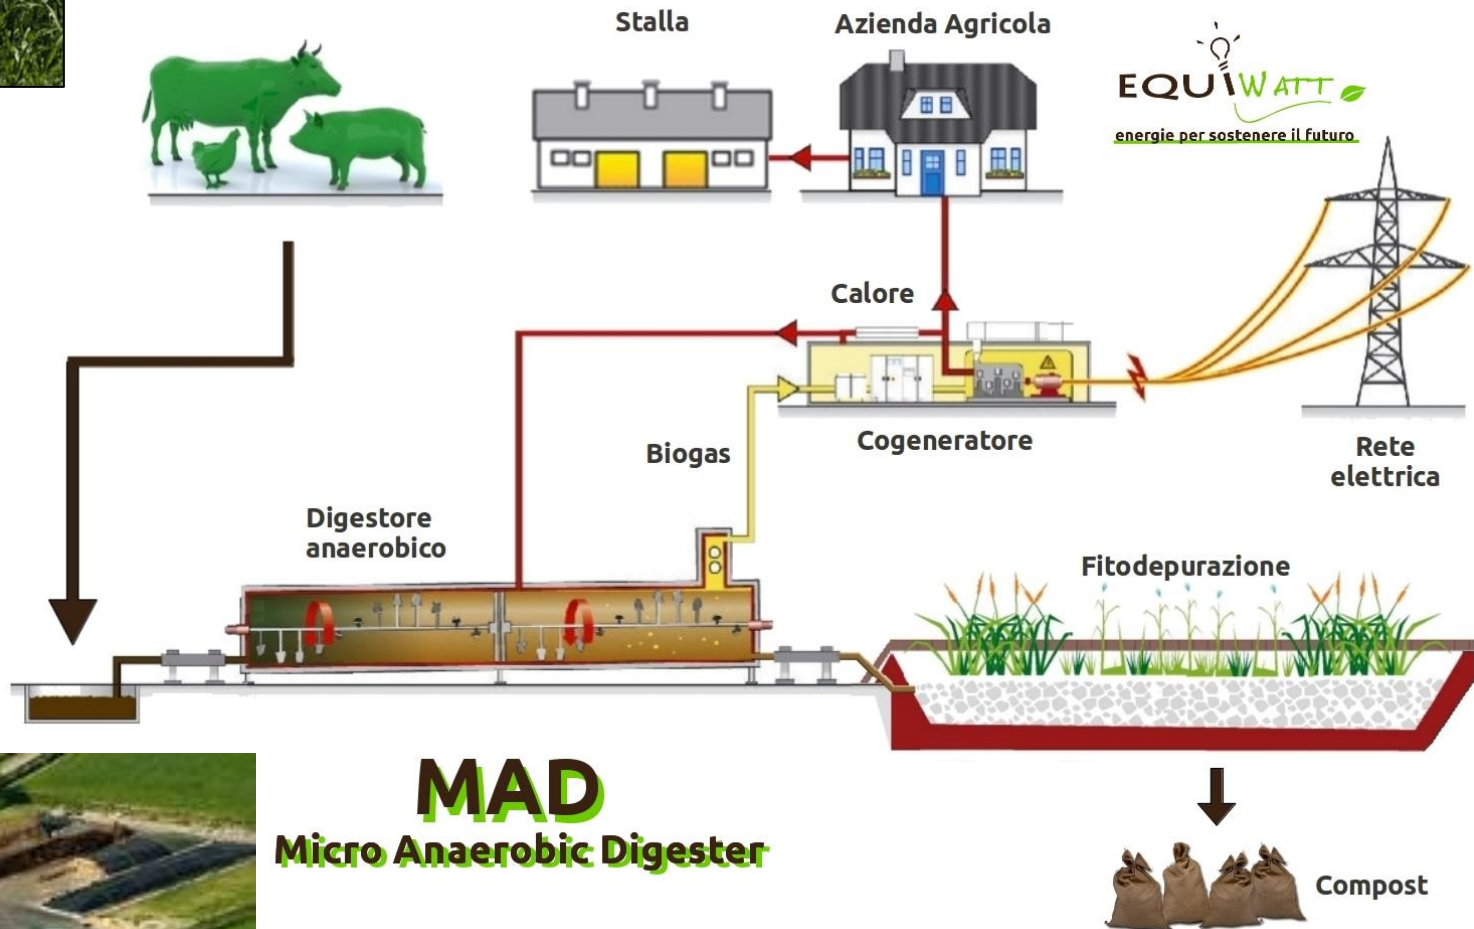 Stalla
Azienda Agricola
EQUIWATT
energie per sostenere il futuro
Calore
Cogeneratore
Biogas
Rete
elettrica
Digestore
anaerobico
Fitodepurazione
MAD
Micro Anaerobic Digester
Compost